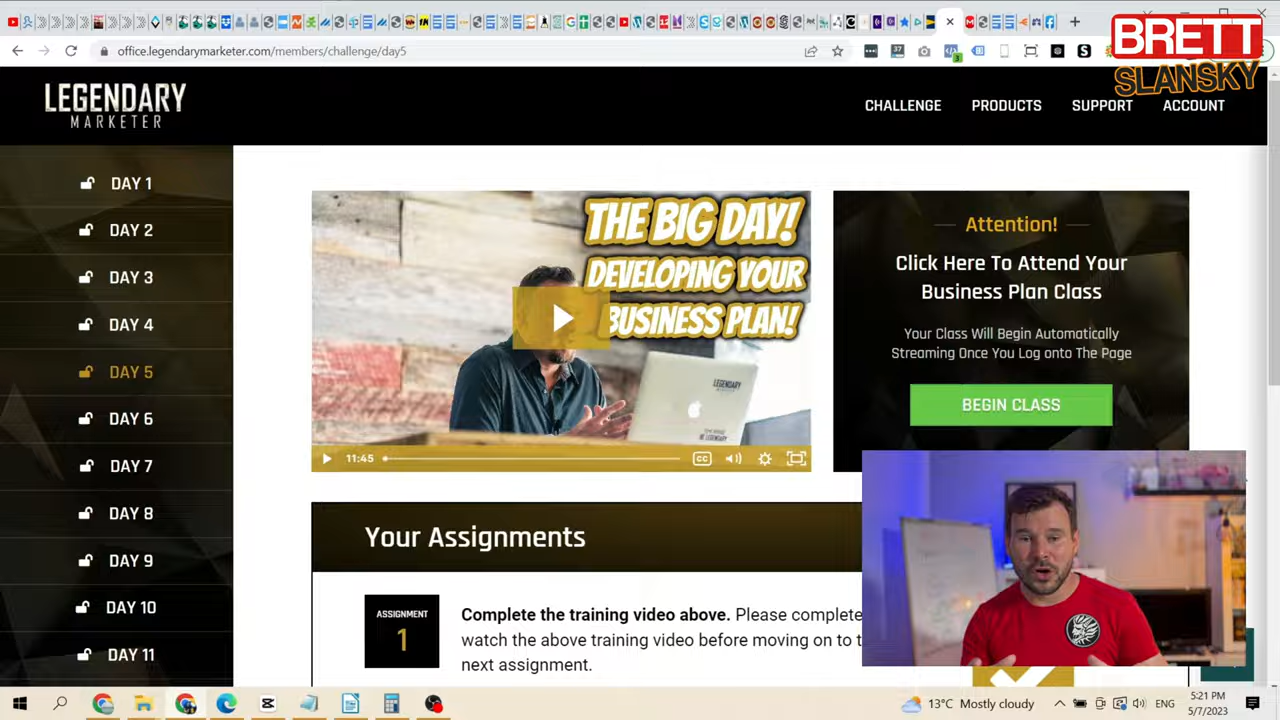 office.legendarymarketer.com/members/challenge/day5
BRETT
SLANSKY
LEGENDARY
MARKETER
CHALLENGE
PRODUCTS
SUPPORT
ACCOUNT
DAY 1
DAY 2
DAY 3
DAY 4
DAY 5
DAY 6
DAY 7
DAY 8
DAY 9
DAY 10
DAY 11
THE BIG DAY!
DEVELOPING YOUR
BUSINESS PLAN!
LEGENDARY
11:45
CC
Attention!
Click Here To Attend Your
Business Plan Class
Your Class Will Begin Automatically
Streaming Once You Log onto The Page
BEGIN CLASS
Your Assignments
ASSIGNMENT
1
Complete the training video above. Please complete
watch the above training video before moving on to t
next assignment.
13°C Mostly cloudy
ENG
5:21 PM
5/7/2023